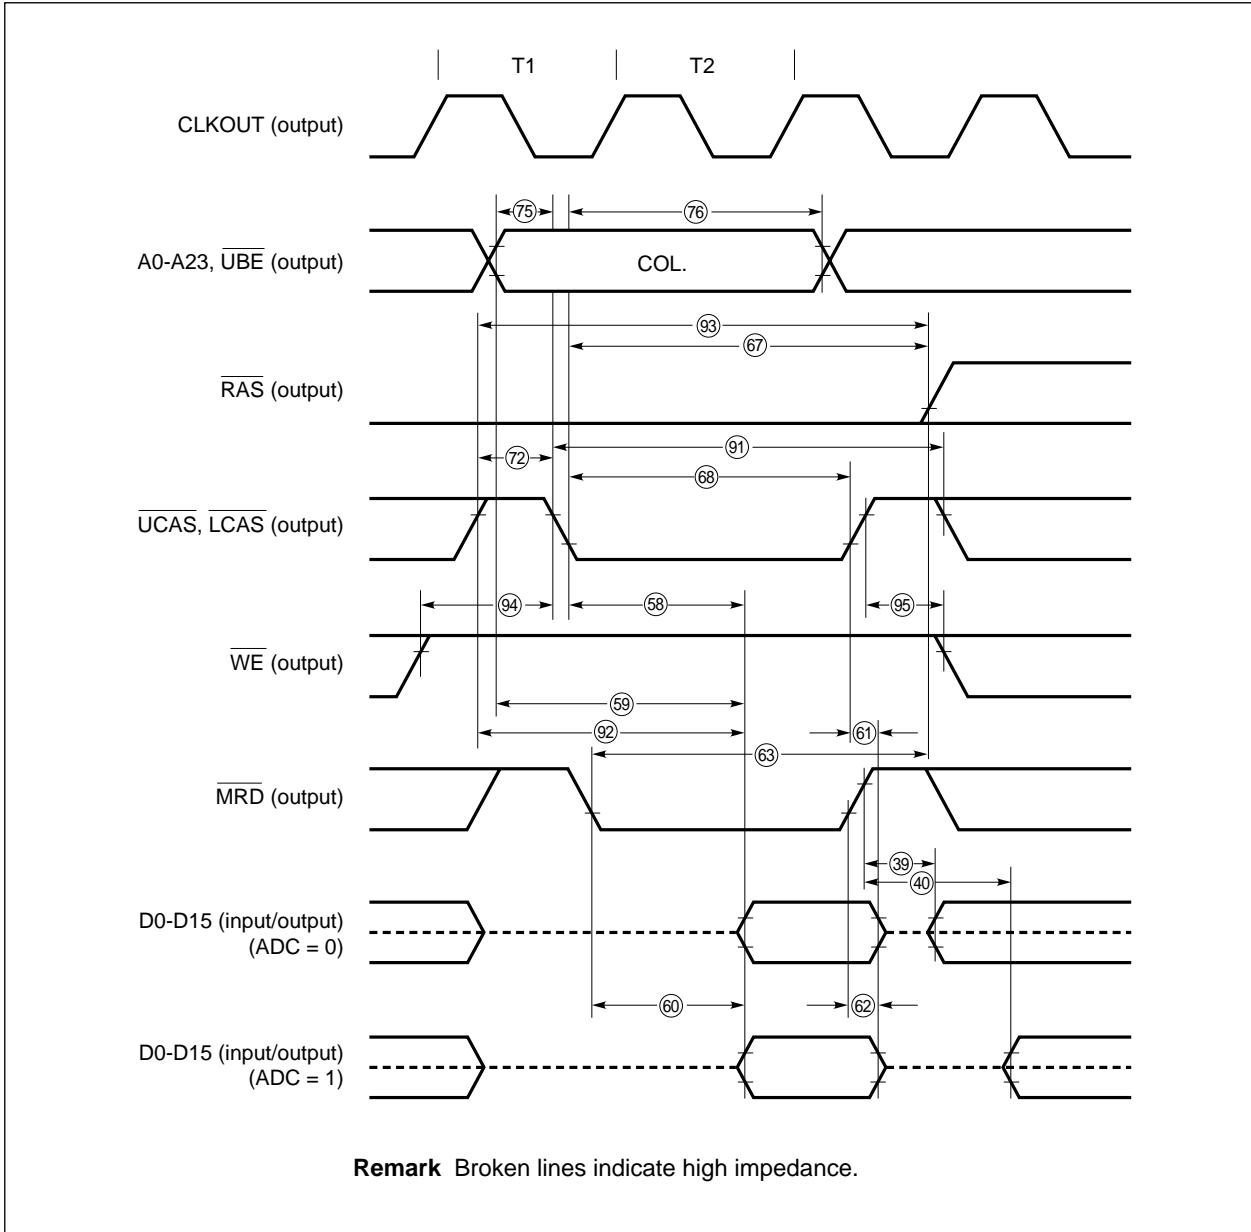 T1 T2
CLKOUT (output)
75 76
A0-A23, UBE (output) COL.
93
67
RAS (output)
91
72
68
UCAS, LCAS (output)
94 58 95
WE (output)
59
92 61
63
MRD (output)
39
40
D0-D15 (input/output)
(ADC = 0)
60 62
D0-D15 (input/output)
(ADC = 1)
Remark Broken lines indicate high impedance.